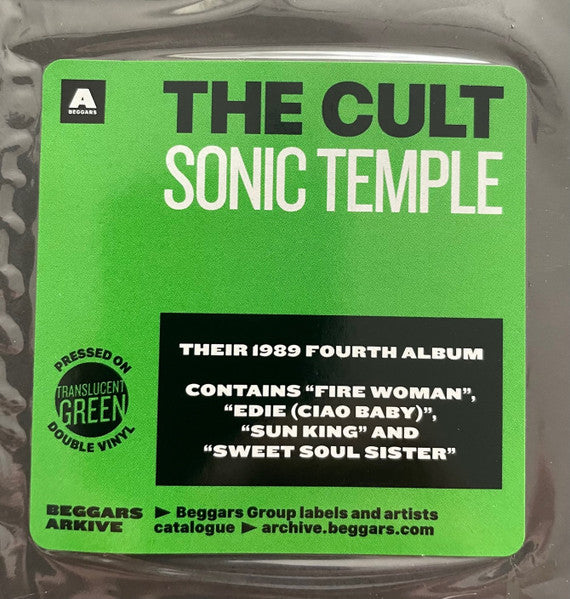 A
BEGGARS
THE CULT
SONIC TEMPLE
THEIR 1989 FOURTH ALBUM
CONTAINS “FIRE WOMAN”,
“EDIE (CIAO BABY)”,
“SUN KING” AND
“SWEET SOUL SISTER”
PRESSED ON
TRANSLUCENT
GREEN
DOUBLE VINYL
BEGGARS
ARKIVE
► Beggars Group labels and artists
catalogue ► archive.beggars.com